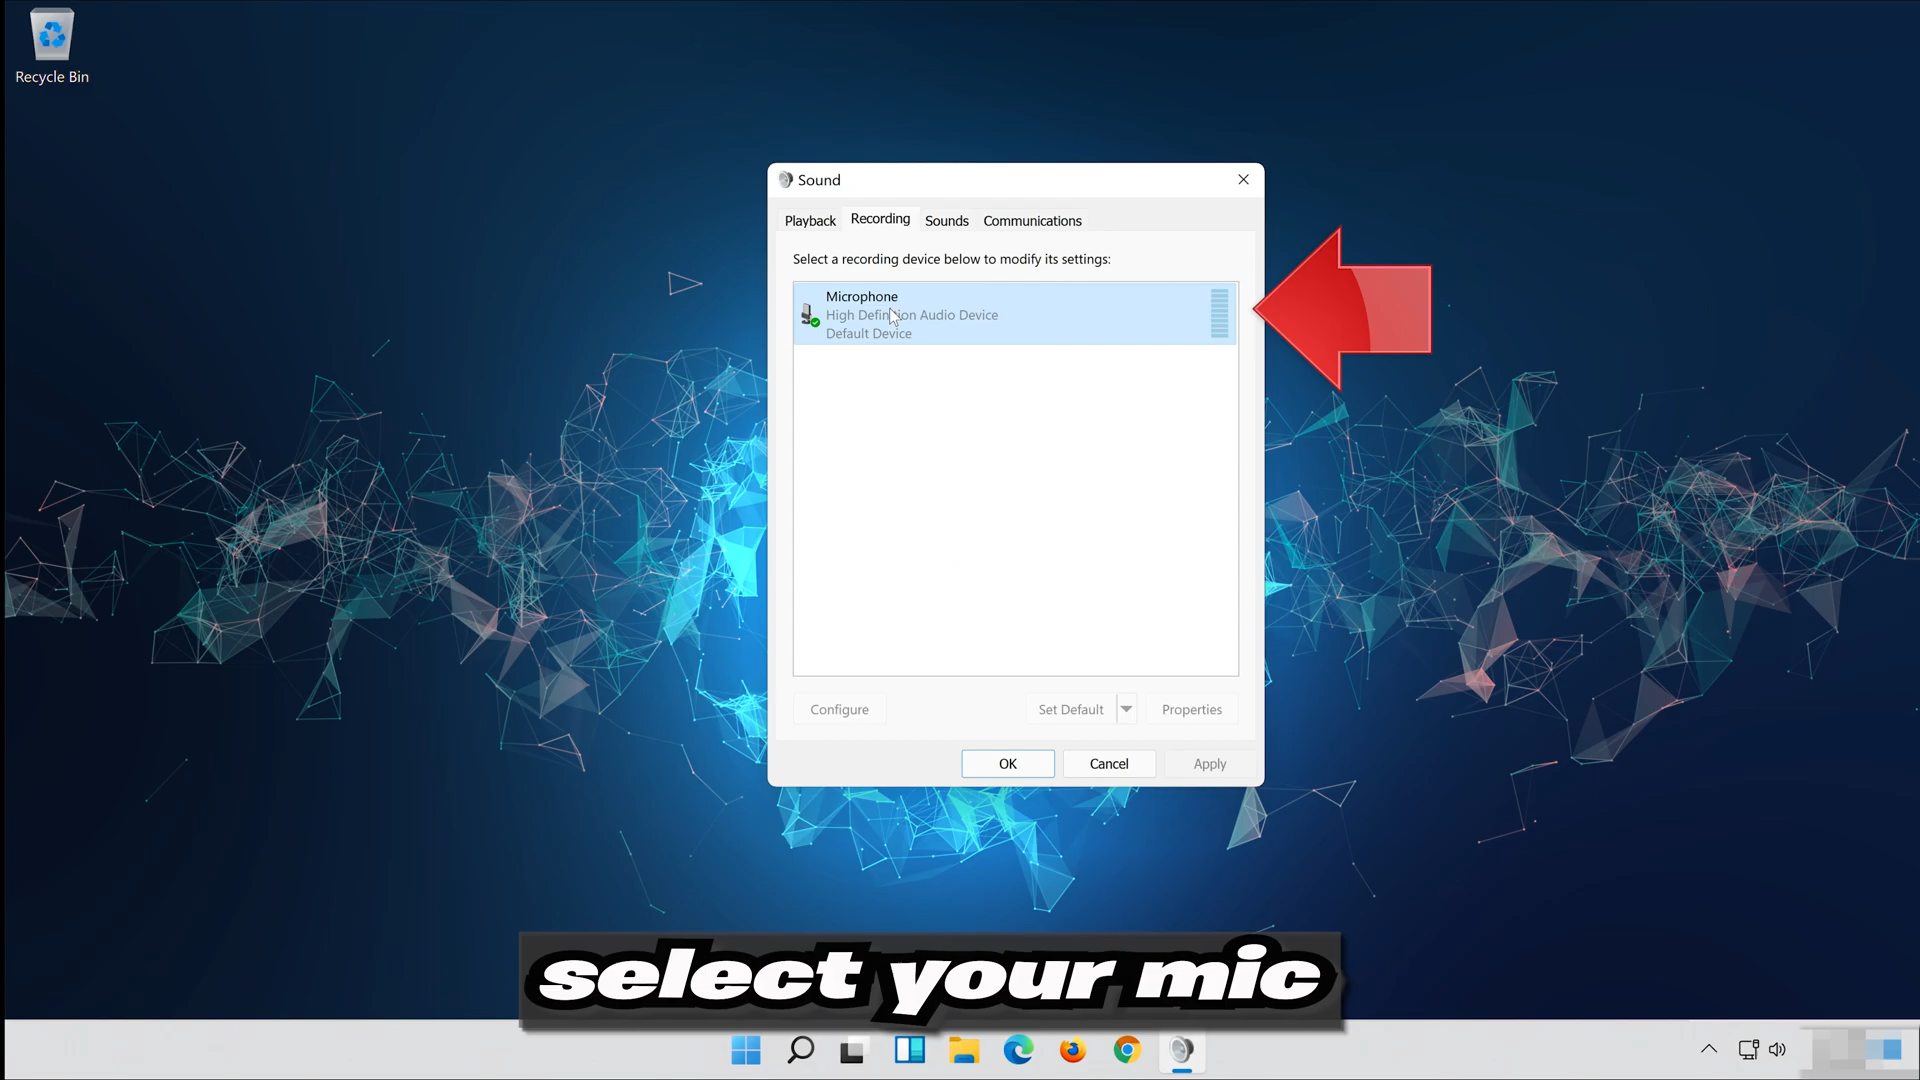 Recycle Bin
Sound
Playback Recording Sounds Communications
Select a recording device below to modify its settings:
Microphone
High Definition Audio Device
Default Device
Configure Set Default Properties
OK Cancel Apply
select your mic